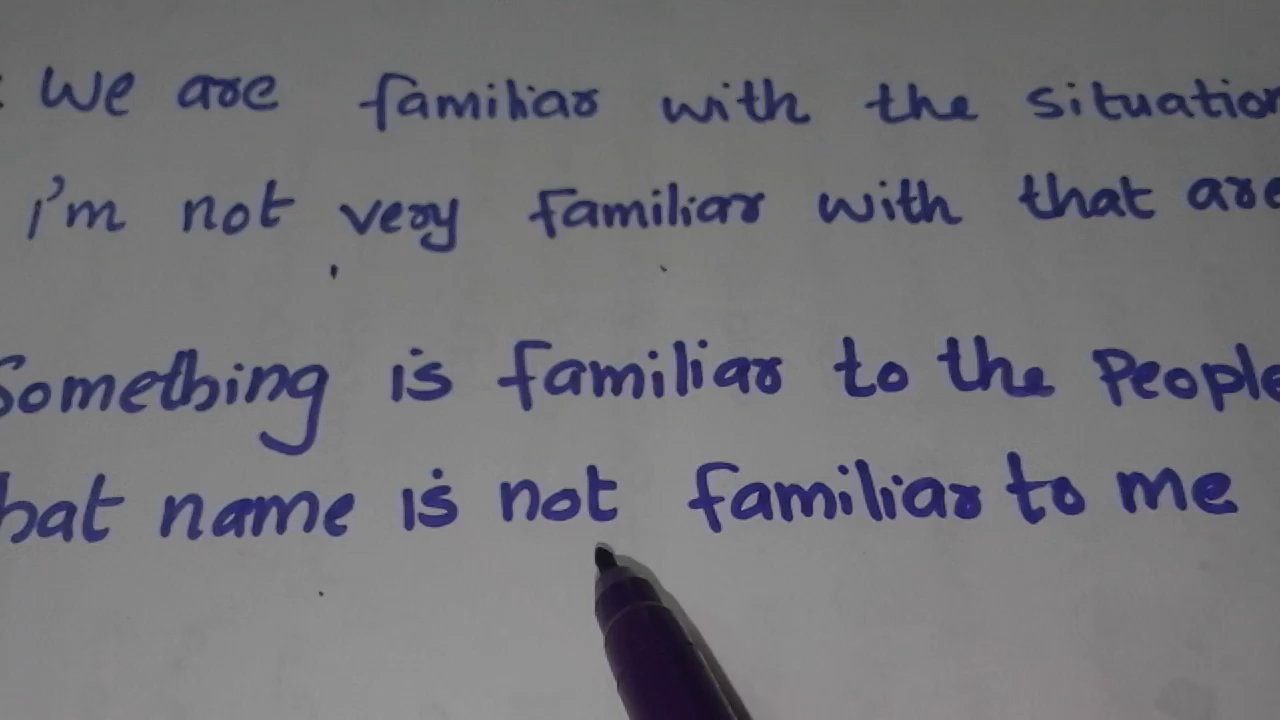 : We are familiar with the situation
I'm not very familiar with that are
Something is familiar to the People
hat name is not familiar to me